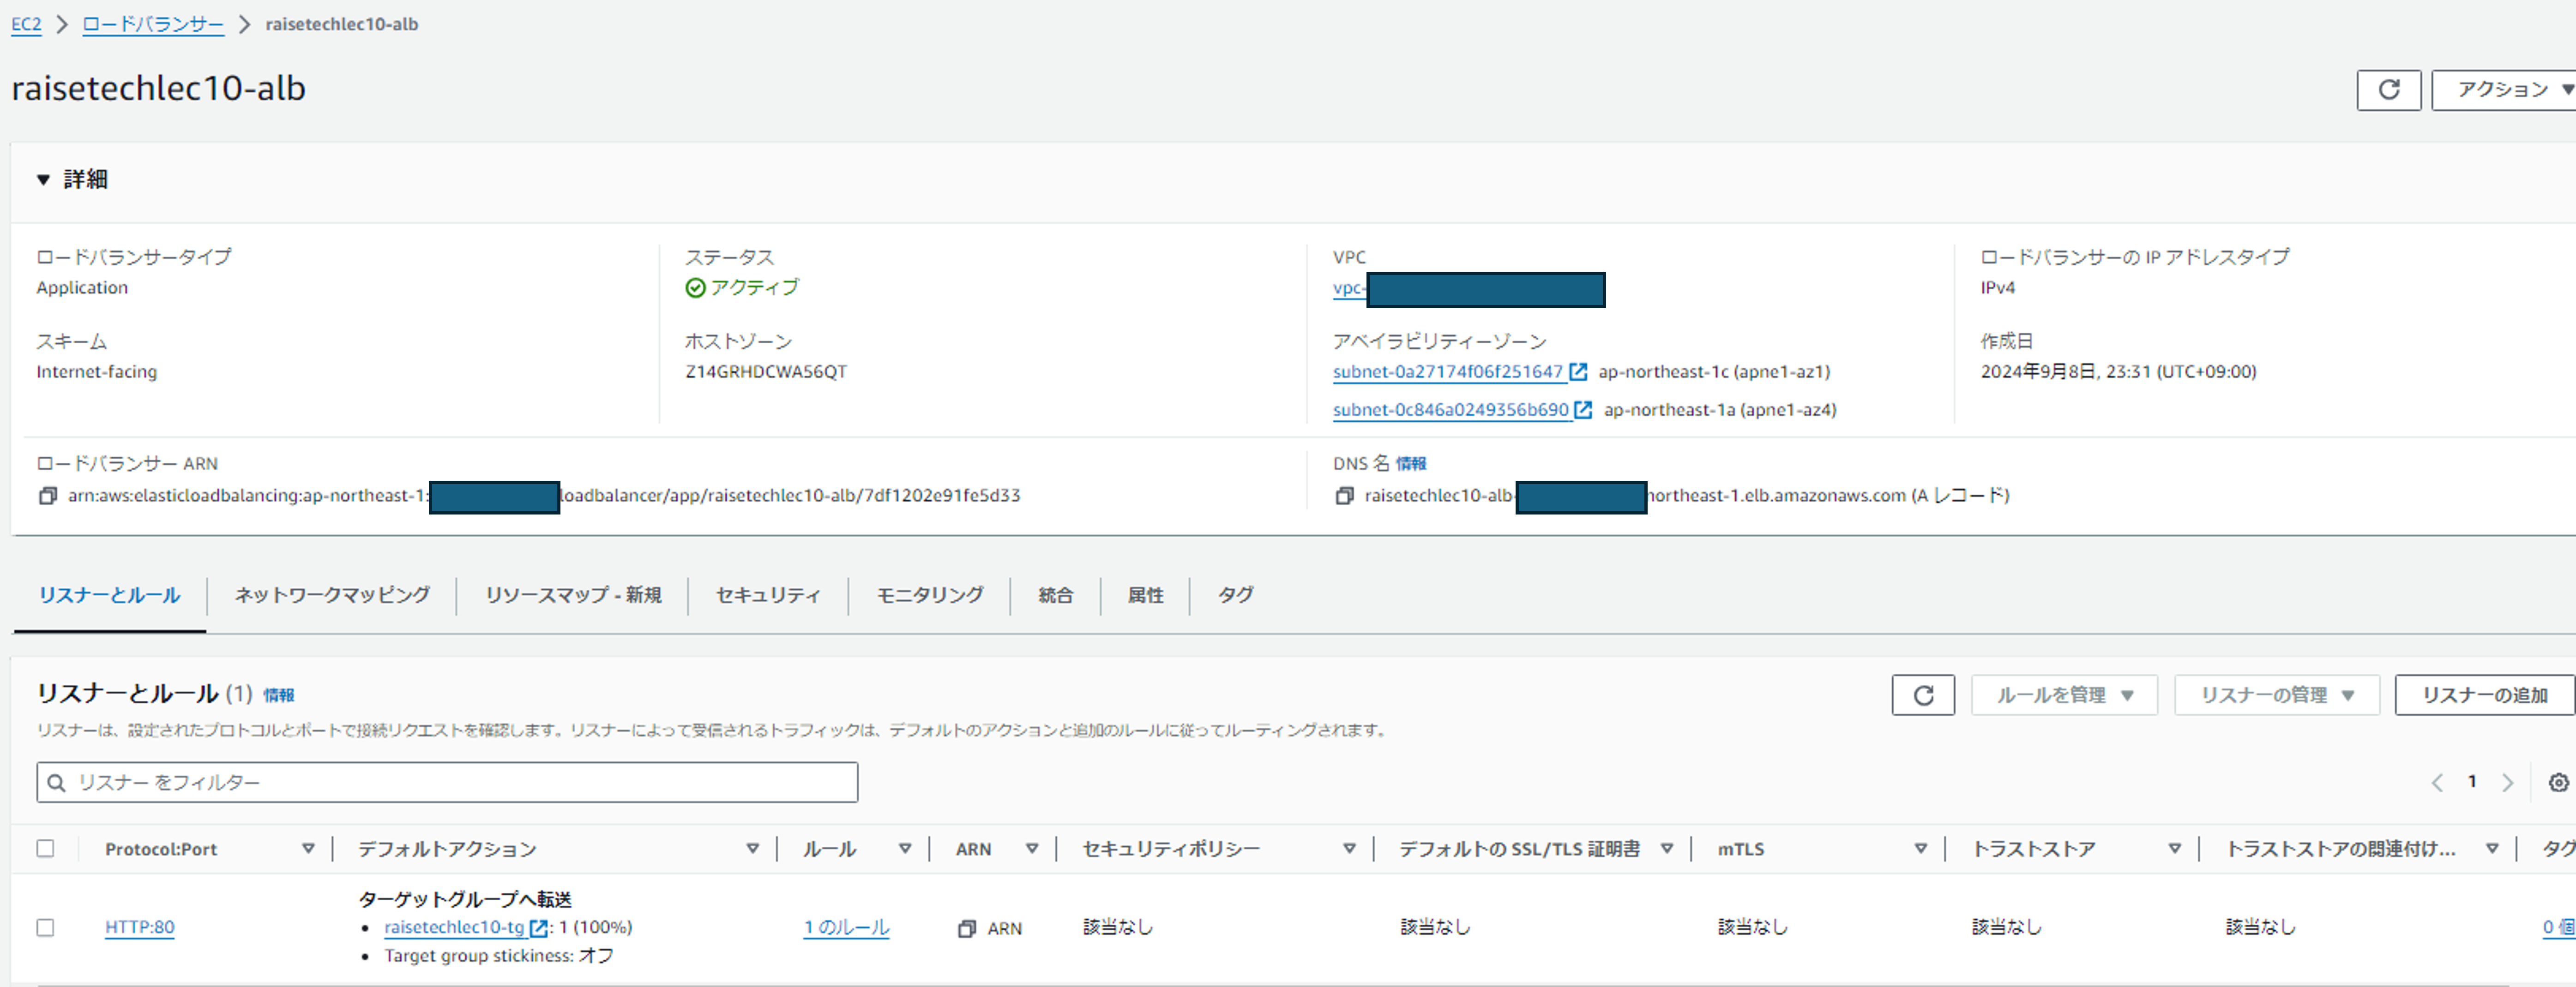 EC2 > ロードバランサー > raisetechlec10-alb
raisetechlec10-alb
アクション
詳細
ロードバランサータイプ
Application
ステータス
アクティブ
VPC
vpc-
ロードバランサーの IP アドレスタイプ
IPv4
スキーム
Internet-facing
ホストゾーン
Z14GRHDCWA56QT
アベイラビリティーゾーン
subnet-0a27174f06f251647 ap-northeast-1c (apne1-az1)
subnet-0c846a0249356b690 ap-northeast-1a (apne1-az4)
作成日
2024年9月8日, 23:31 (UTC+09:00)
ロードバランサー ARN
arn:aws:elasticloadbalancing:ap-northeast-1: loadbalancer/app/raisetechlec10-alb/7df1202e91fe5d33
DNS 名 情報
raisetechlec10-alb- northeast-1.elb.amazonaws.com (A レコード)
リスナーとルール ネットワークマッピング リソースマップ - 新規 セキュリティ モニタリング 統合 属性 タグ
リスナーとルール (1) 情報
ルールを管理 リスナーの管理 リスナーの追加
リスナーは、設定されたプロトコルとポートで接続リクエストを確認します。リスナーによって受信されるトラフィックは、デフォルトのアクションと追加のルールに従ってルーティングされます。
リスナー をフィルター
1
Protocol:Port デフォルトアクション ルール ARN セキュリティポリシー デフォルトの SSL/TLS 証明書 mTLS トラストストア トラストストアの関連付け... タグ
HTTP:80
ターゲットグループへ転送
• raisetechlec10-tg : 1 (100%)
• Target group stickiness: オフ
1 のルール
ARN
該当なし
該当なし
該当なし
該当なし
該当なし
0 個